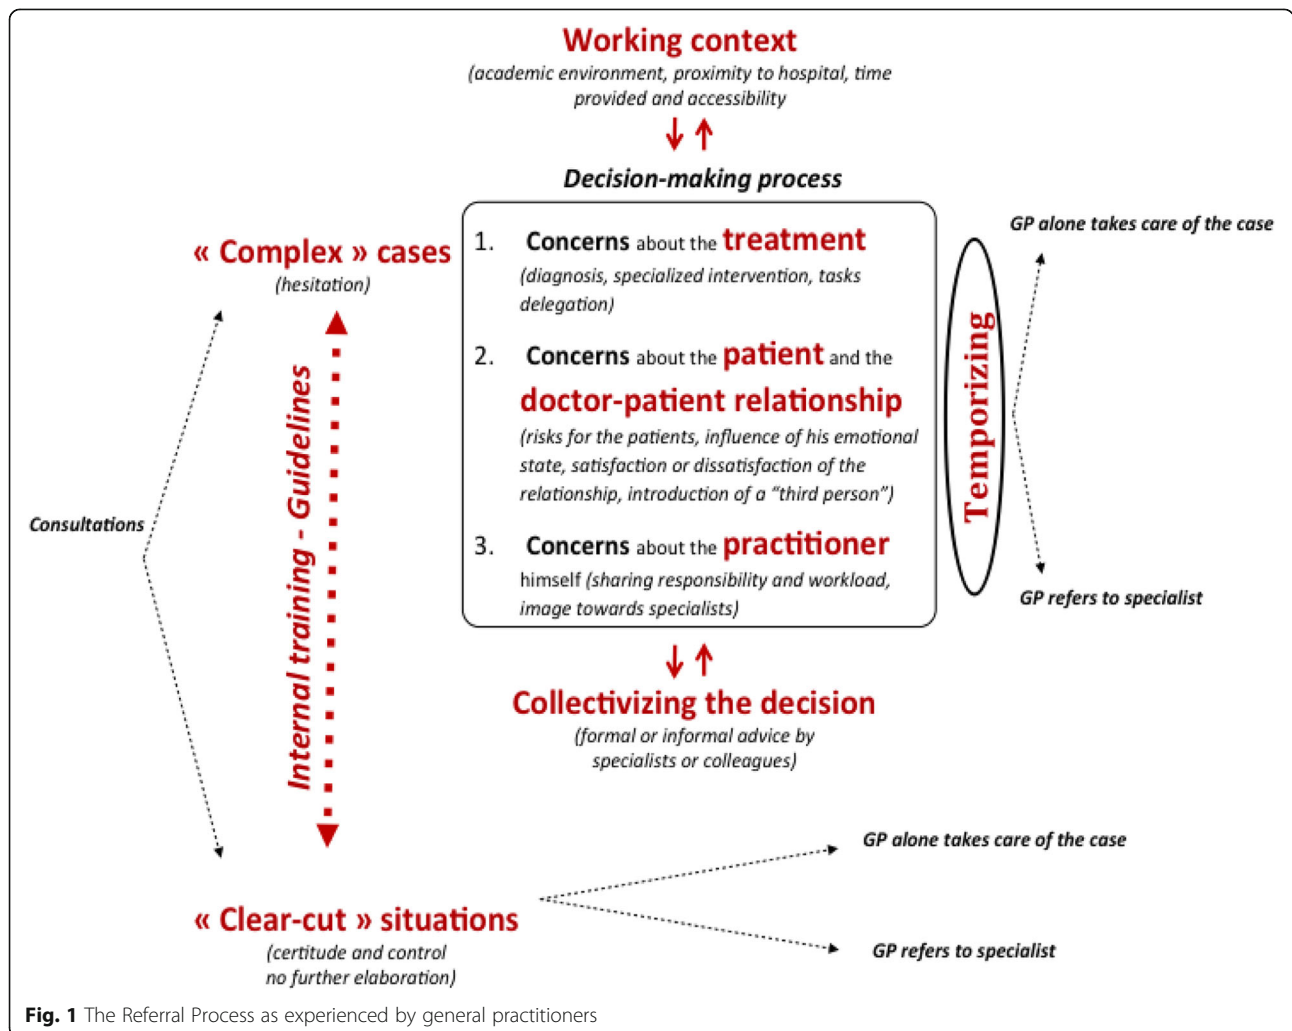 Working context
(academic environment, proximity to hospital, time
provided and accessibility
Decision-making process
« Complex » cases
(hesitation)
Internal training - Guidelines
Consultations
1. Concerns about the treatment
(diagnosis, specialized intervention, tasks
delegation)
2. Concerns about the patient and the
doctor-patient relationship
(risks for the patients, influence of his emotional
state, satisfaction or dissatisfaction of the
relationship, introduction of a “third person”)
3. Concerns about the practitioner
himself (sharing responsibility and workload,
image towards specialists)
Temporizing
GP alone takes care of the case
GP refers to specialist
Collectivizing the decision
(formal or informal advice by
specialists or colleagues)
« Clear-cut » situations
(certitude and control
no further elaboration)
GP alone takes care of the case
GP refers to specialist
Fig. 1 The Referral Process as experienced by general practitioners